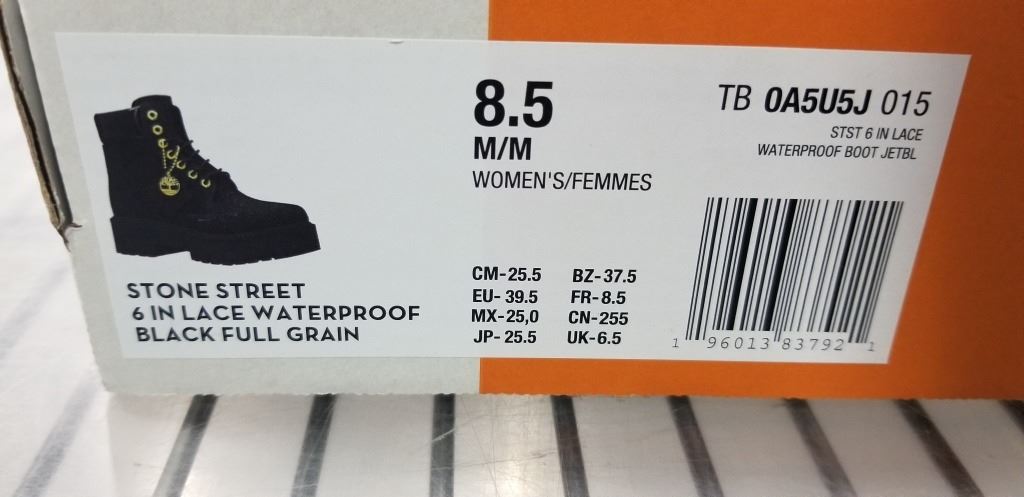 8.5
M/M
WOMEN'S/FEMMES
TB 0A5U5J 015
STST 6 IN LACE
WATERPROOF BOOT JETBL
STONE STREET
6 IN LACE WATERPROOF
BLACK FULL GRAIN
CM-25.5 BZ-37.5
EU-39.5 FR-8.5
MX-25,0 CN-255
JP-25.5 UK-6.5
1 96013 83792 1